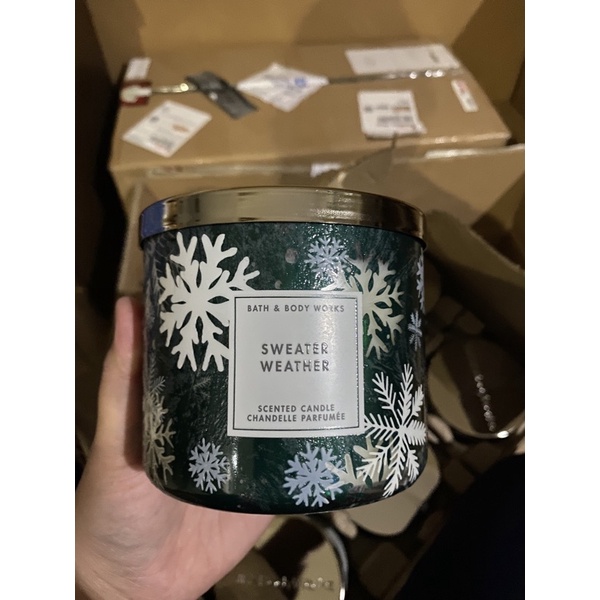 BATH & BODY WORKS
SWEATER
WEATHER
SCENTED CANDLE
CHANDELLE PARFUMÉE